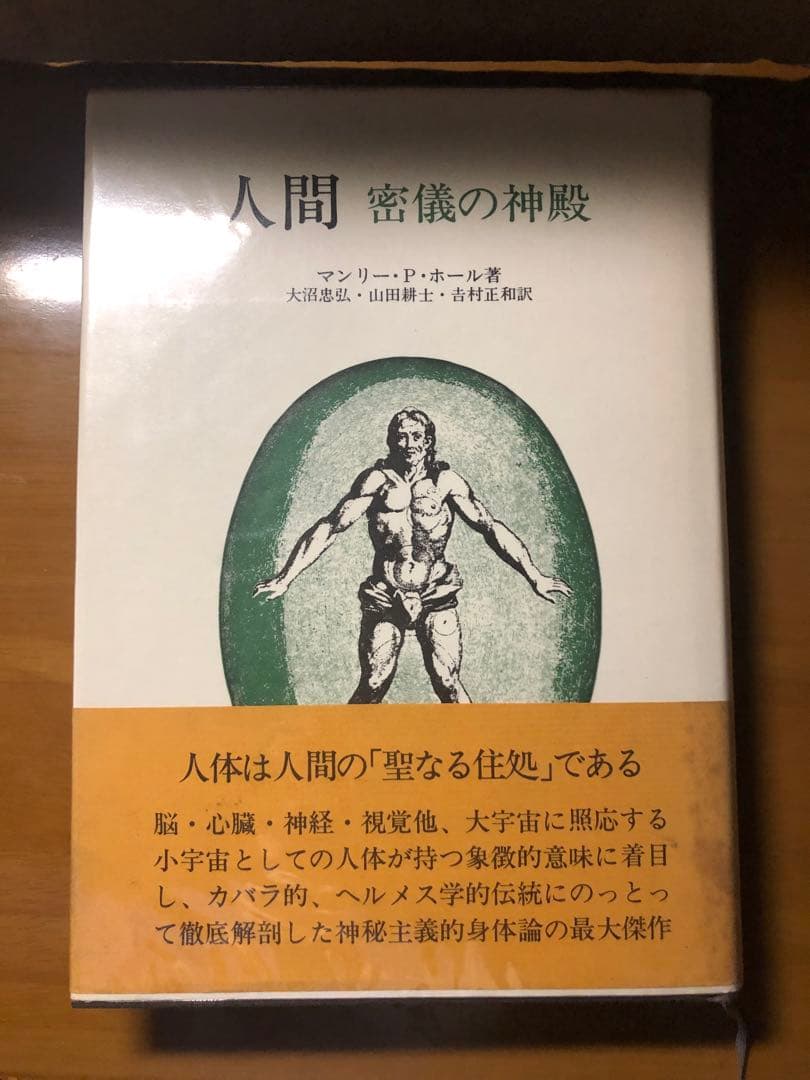 人間 密儀の神殿
マンリー・P・ホール著
大沼忠弘・山田耕士・𠮷村正和訳
人体は人間の「聖なる住処」である
脳・心臓・神経・視覚他、大宇宙に照応する
小宇宙としての人体が持つ象徴的意味に着目
し、カバラ的、ヘルメス学的伝統にのっとっ
て徹底解剖した神秘主義的身体論の最大傑作